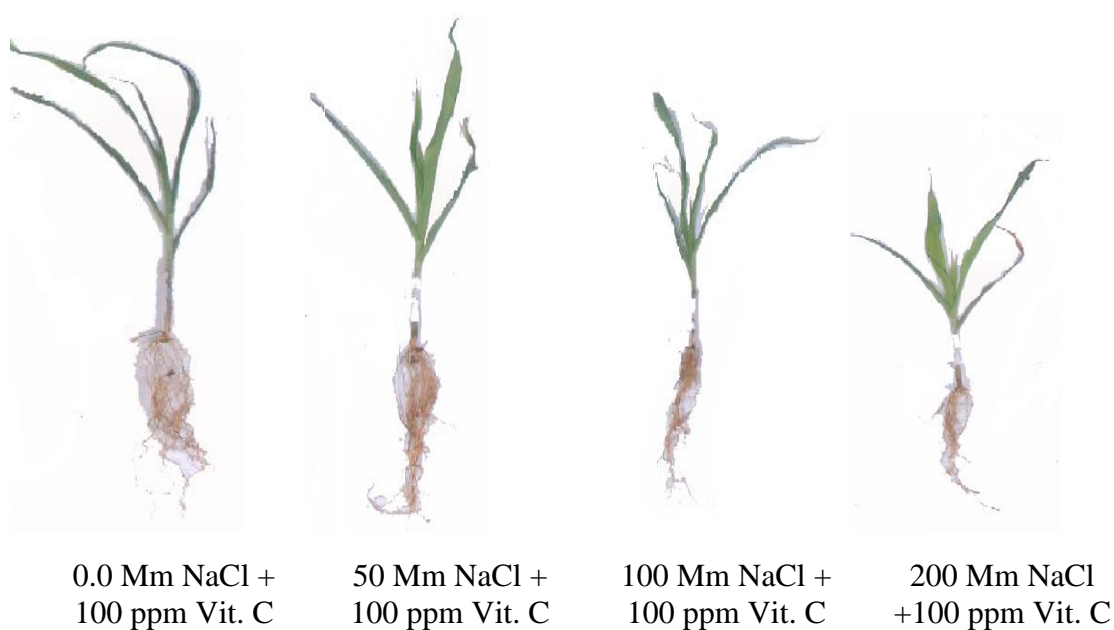 0.0 Mm NaCl +
100 ppm Vit. C
50 Mm NaCl +
100 ppm Vit. C
100 Mm NaCl +
100 ppm Vit. C
200 Mm NaCl
+100 ppm Vit. C